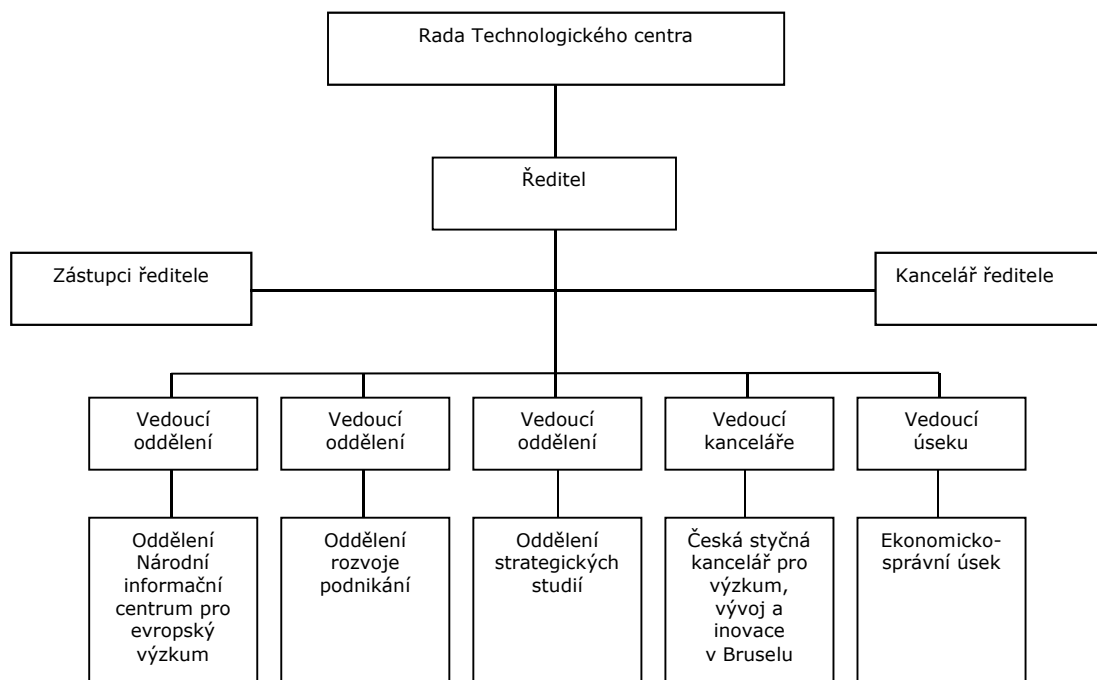 Rada Technologického centra
Ředitel
Zástupci ředitele
Kancelář ředitele
Vedoucí
oddělení
Vedoucí
oddělení
Vedoucí
oddělení
Vedoucí
kanceláře
Vedoucí
úseku
Oddělení
Národní
informační
centrum pro
evropský
výzkum
Oddělení
rozvoje
podnikání
Oddělení
strategických
studií
Česká styčná
kancelář pro
výzkum,
vývoj a
inovace
v Bruselu
Ekonomicko-
správní úsek